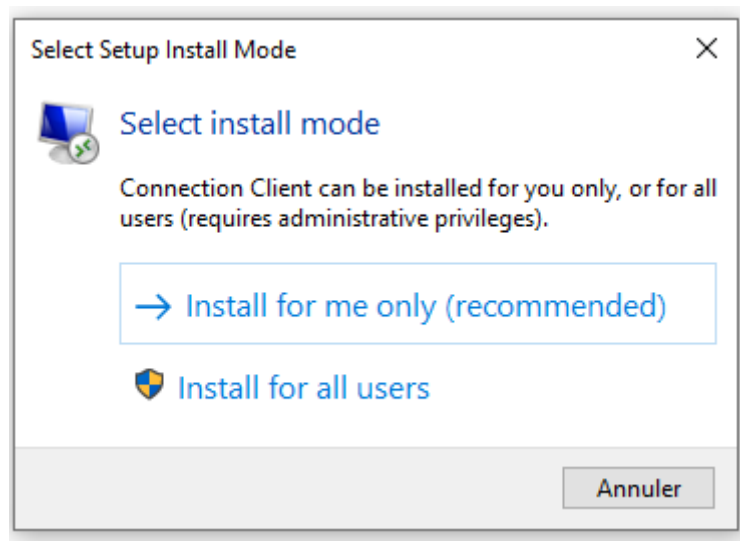 Select Setup Install Mode
Select install mode
Connection Client can be installed for you only, or for all
users (requires administrative privileges).
Install for me only (recommended)
Install for all users
Annuler